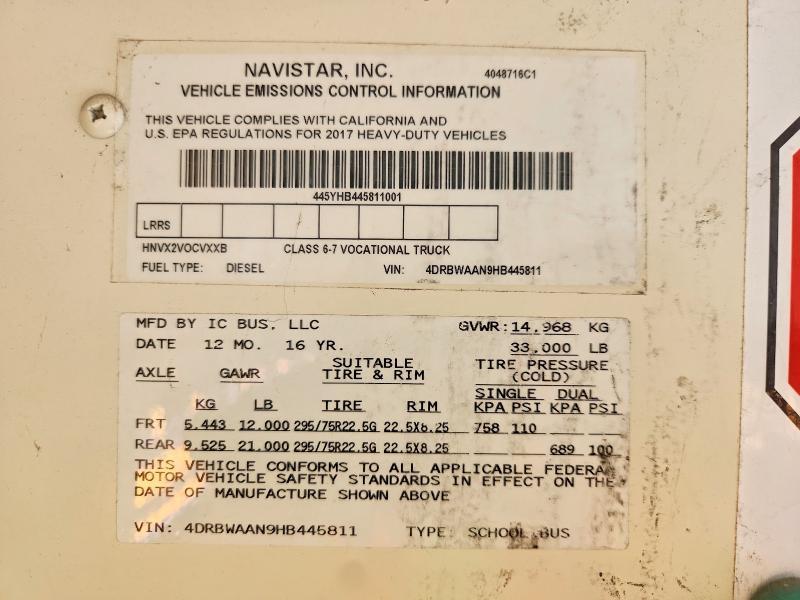 NAVISTAR, INC. 4048716C1
VEHICLE EMISSIONS CONTROL INFORMATION
THIS VEHICLE COMPLIES WITH CALIFORNIA AND
U.S. EPA REGULATIONS FOR 2017 HEAVY-DUTY VEHICLES
445YHB445811001
LRRS
HNVX2VOCVXXB CLASS 6-7 VOCATIONAL TRUCK
FUEL TYPE: DIESEL VIN: 4DRBWAAN9HB445811
MFD BY IC BUS, LLC GVWR: 14,968 KG
DATE 12 MO. 16 YR. 33,000 LB
AXLE GAWR SUITABLE TIRE PRESSURE
TIRE & RIM (COLD)
SINGLE DUAL
KG LB TIRE RIM KPA PSI KPA PSI
FRT 5,443 12,000 295/75R22.5G 22.5X8.25 758 110
REAR 9,525 21,000 295/75R22.5G 22.5X8.25 689 100
THIS VEHICLE CONFORMS TO ALL APPLICABLE FEDERA
MOTOR VEHICLE SAFETY STANDARDS IN EFFECT ON THE
DATE OF MANUFACTURE SHOWN ABOVE
VIN: 4DRBWAAN9HB445811 TYPE: SCHOOL BUS